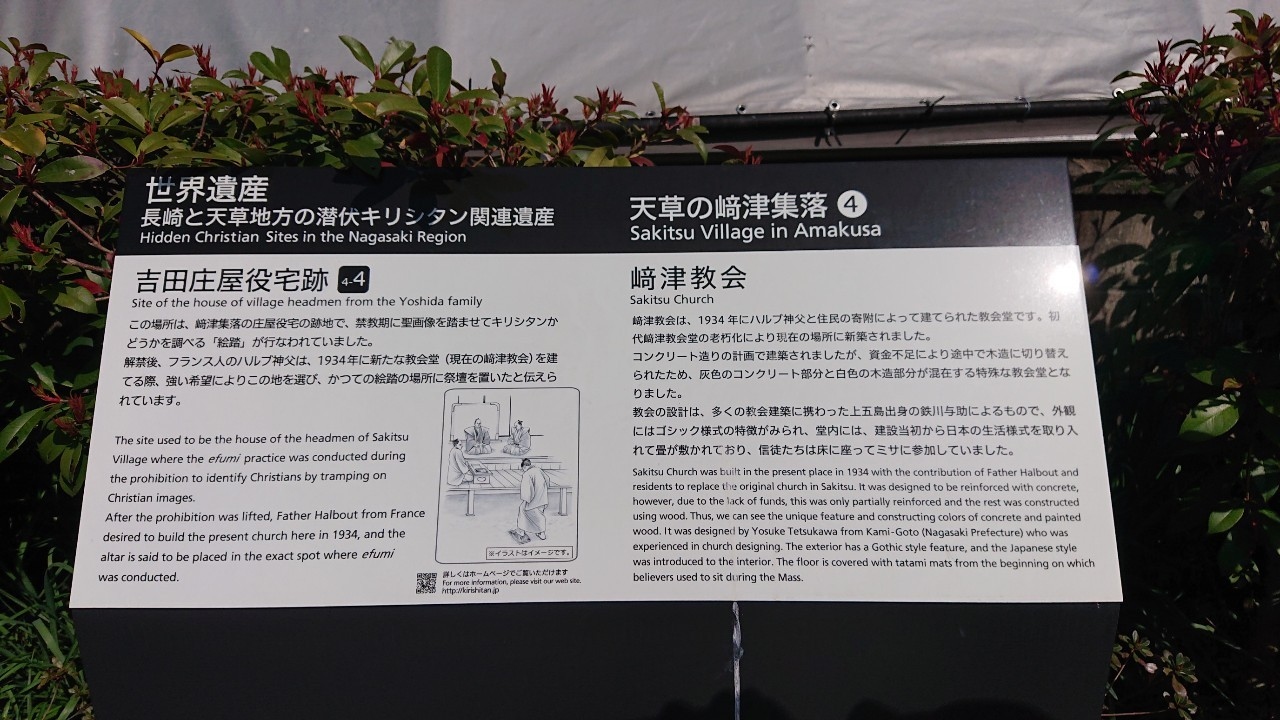 世界遺産
長崎と天草地方の潜伏キリシタン関連遺産
Hidden Christian Sites in the Nagasaki Region
天草の﨑津集落 4
Sakitsu Village in Amakusa
吉田庄屋役宅跡 4-4
Site of the house of village headmen from the Yoshida family
この場所は、﨑津集落の庄屋役宅の跡地で、禁教期に聖画像を踏ませてキリシタンか
どうかを調べる「絵踏」が行なわれていました。
解禁後、フランス人のハルブ神父は、1934年に新たな教会堂（現在の﨑津教会）を建
てる際、強い希望によりこの地を選び、かつての絵踏の場所に祭壇を置いたと伝えら
れています。
The site used to be the house of the headmen of Sakitsu
Village where the efumi practice was conducted during
the prohibition to identify Christians by tramping on
Christian images.
After the prohibition was lifted, Father Halbout from France
desired to build the present church here in 1934, and the
altar is said to be placed in the exact spot where efumi
was conducted.
※イラストはイメージです。
詳しくはホームページでご覧いただけます
For more information, please visit our web site.
http://kirishitan.jp
﨑津教会
Sakitsu Church
﨑津教会は、1934 年にハルブ神父と住民の寄附によって建てられた教会堂です。初
代﨑津教会堂の老朽化により現在の場所に新築されました。
コンクリート造りの計画で建築されましたが、資金不足により途中で木造に切り替え
られたため、灰色のコンクリート部分と白色の木造部分が混在する特殊な教会堂とな
りました。
教会の設計は、多くの教会建築に携わった上五島出身の鉄川与助によるもので、外観
にはゴシック様式の特徴がみられ、堂内には、建設当初から日本の生活様式を取り入
れて畳が敷かれており、信徒たちは床に座ってミサに参加していました。
Sakitsu Church was built in the present place in 1934 with the contribution of Father Halbout and
residents to replace the original church in Sakitsu. It was designed to be reinforced with concrete,
however, due to the lack of funds, this was only partially reinforced and the rest was constructed
using wood. Thus, we can see the unique feature and constructing colors of concrete and painted
wood. It was designed by Yosuke Tetsukawa from Kami-Goto (Nagasaki Prefecture) who was
experienced in church designing. The exterior has a Gothic style feature, and the Japanese style
was introduced to the interior. The floor is covered with tatami mats from the beginning on which
believers used to sit during the Mass.